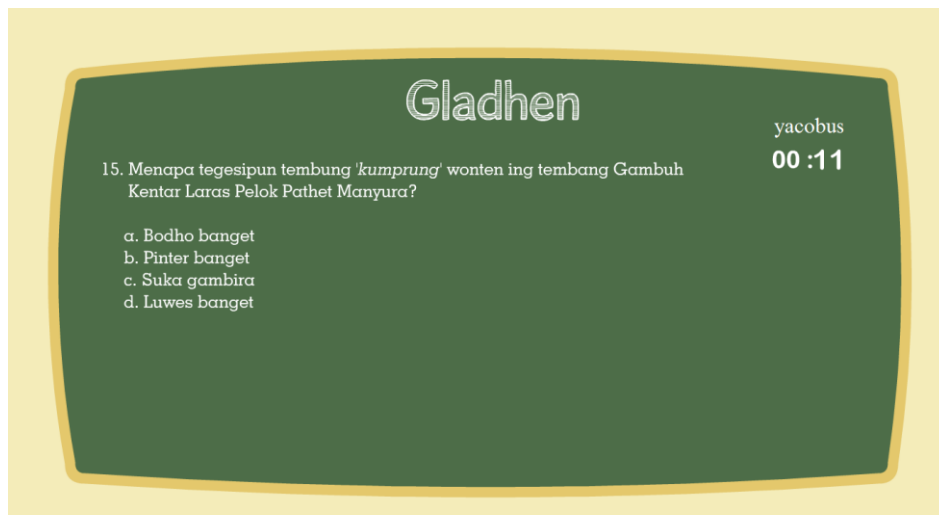 Gladhen
yacobus
00 :11
15. Menapa tegesipun tembung 'kumprung' wonten ing tembang Gambuh
Kentar Laras Pelok Pathet Manyura?
a. Bodho banget
b. Pinter banget
c. Suka gambira
d. Luwes banget